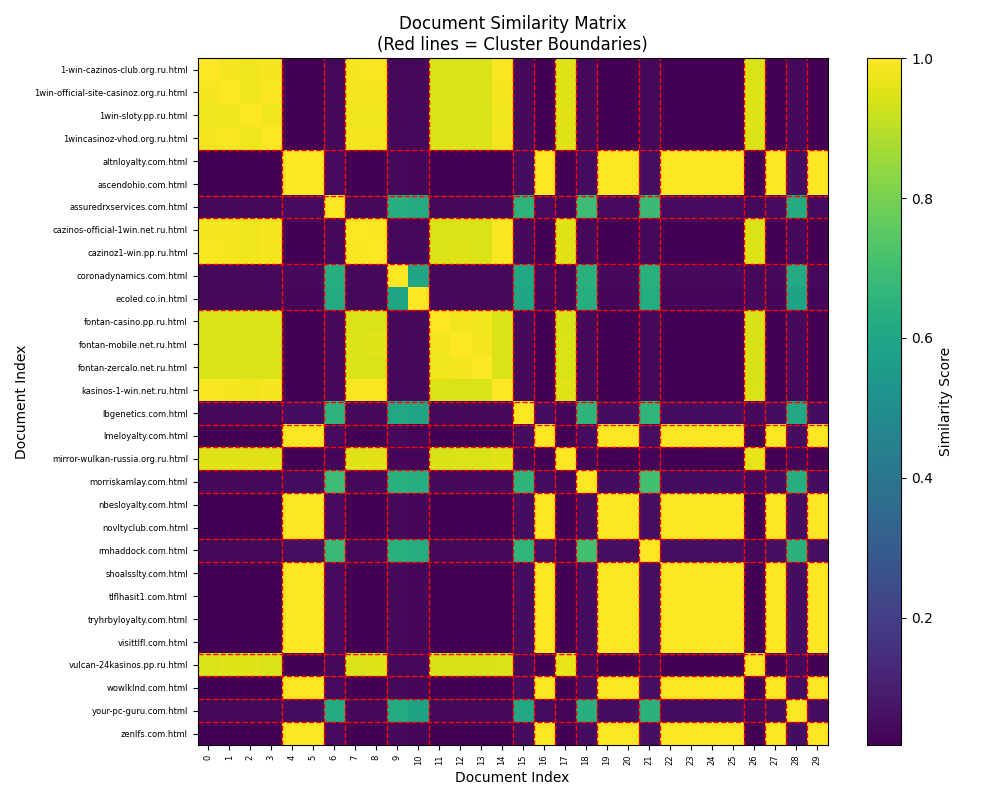 Document Similarity Matrix
(Red lines = Cluster Boundaries)
Document Index
1-win-cazinos-club.org.ru.html
1win-official-site-casinoz.org.ru.html
1win-sloty.pp.ru.html
1wincasinoz-vhod.org.ru.html
altnloyalty.com.html
ascendohio.com.html
assuredrxservices.com.html
cazinos-official-1win.net.ru.html
cazinoz1-win.pp.ru.html
coronadynamics.com.html
ecoled.co.in.html
fontan-casino.pp.ru.html
fontan-mobile.net.ru.html
fontan-zercalo.net.ru.html
kasinos-1-win.net.ru.html
lbgenetics.com.html
lmeloyalty.com.html
mirror-wulkan-russia.org.ru.html
morriskamlay.com.html
nbesloyalty.com.html
novltyclub.com.html
rmhaddock.com.html
shoalsslty.com.html
tlflhasit1.com.html
tryhrbyloyalty.com.html
visittlfl.com.html
vulcan-24kasinos.pp.ru.html
wowlklnd.com.html
your-pc-guru.com.html
zenlfs.com.html
0 1 2 3 4 5 6 7 8 9 10 11 12 13 14 15 16 17 18 19 20 21 22 23 24 25 26 27 28 29
Document Index
1.0
0.8
0.6
0.4
0.2
Similarity Score